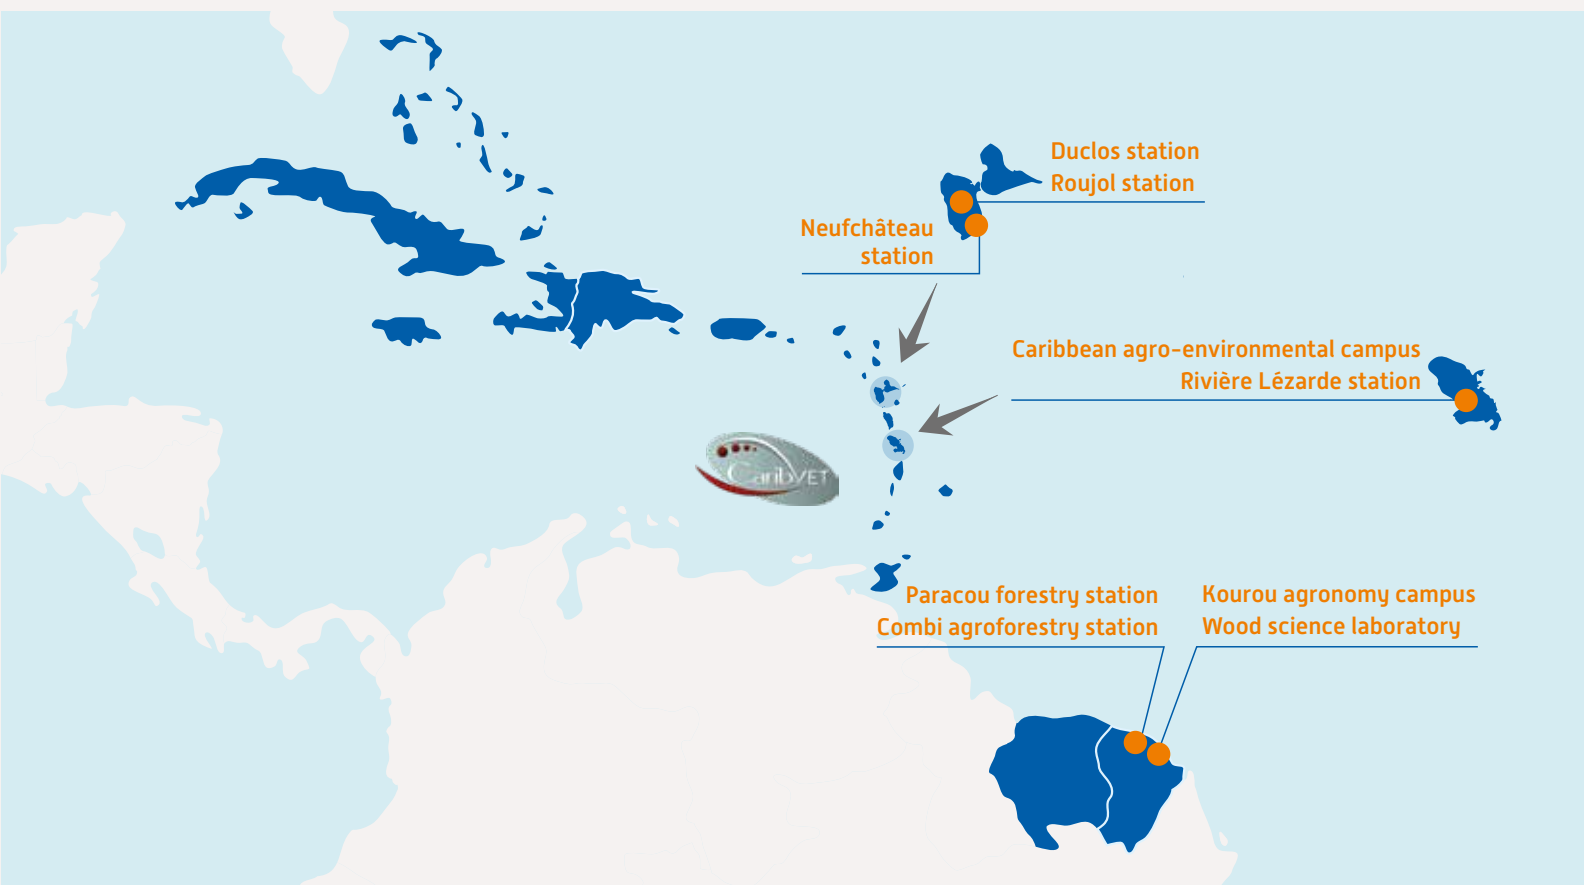 Duclos station
Roujol station
Neufchâteau
station
Caribbean agro-environmental campus
Rivière Lézarde station
CaribVET
Paracou forestry station
Combi agroforestry station
Kourou agronomy campus
Wood science laboratory